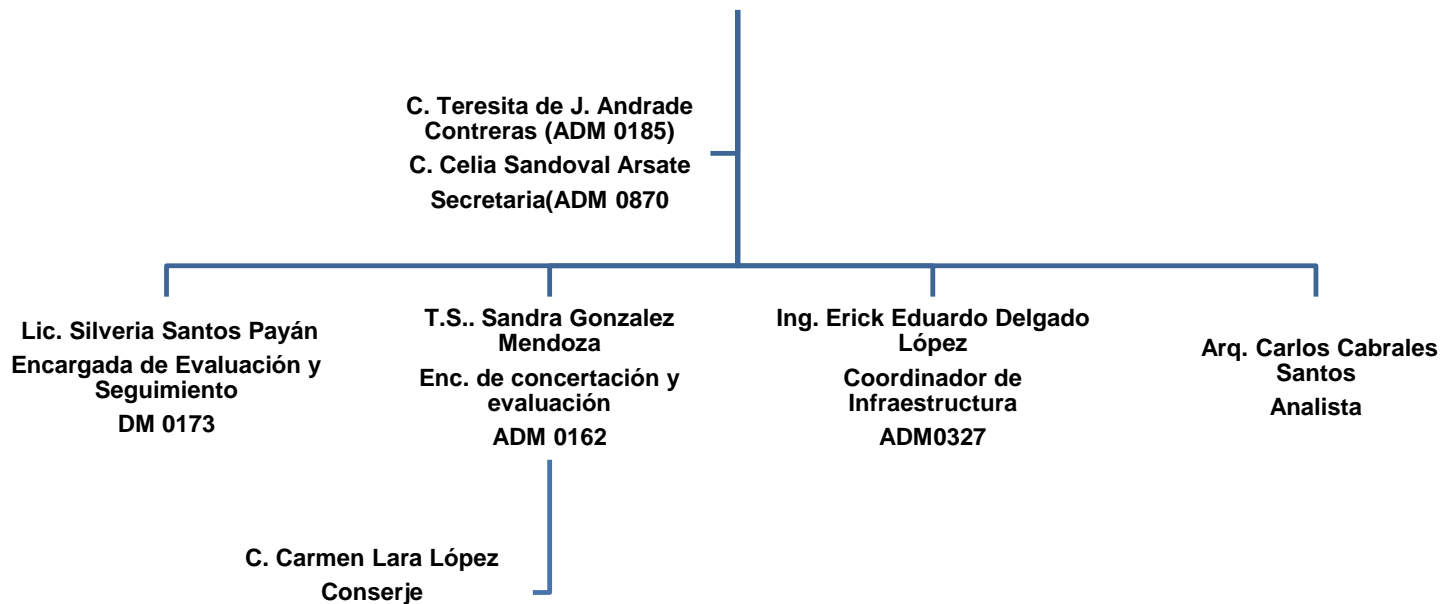 C. Teresita de J. Andrade
Contreras (ADM 0185)
C. Celia Sandoval Arsate
Secretaria(ADM 0870
Lic. Silveria Santos Payán
Encargada de Evaluación y
Seguimiento
DM 0173
T.S.. Sandra Gonzalez
Mendoza
Enc. de concertación y
evaluación
ADM 0162
Ing. Erick Eduardo Delgado
López
Coordinador de
Infraestructura
ADM0327
Arq. Carlos Cabrales
Santos
Analista
C. Carmen Lara López
Conserje